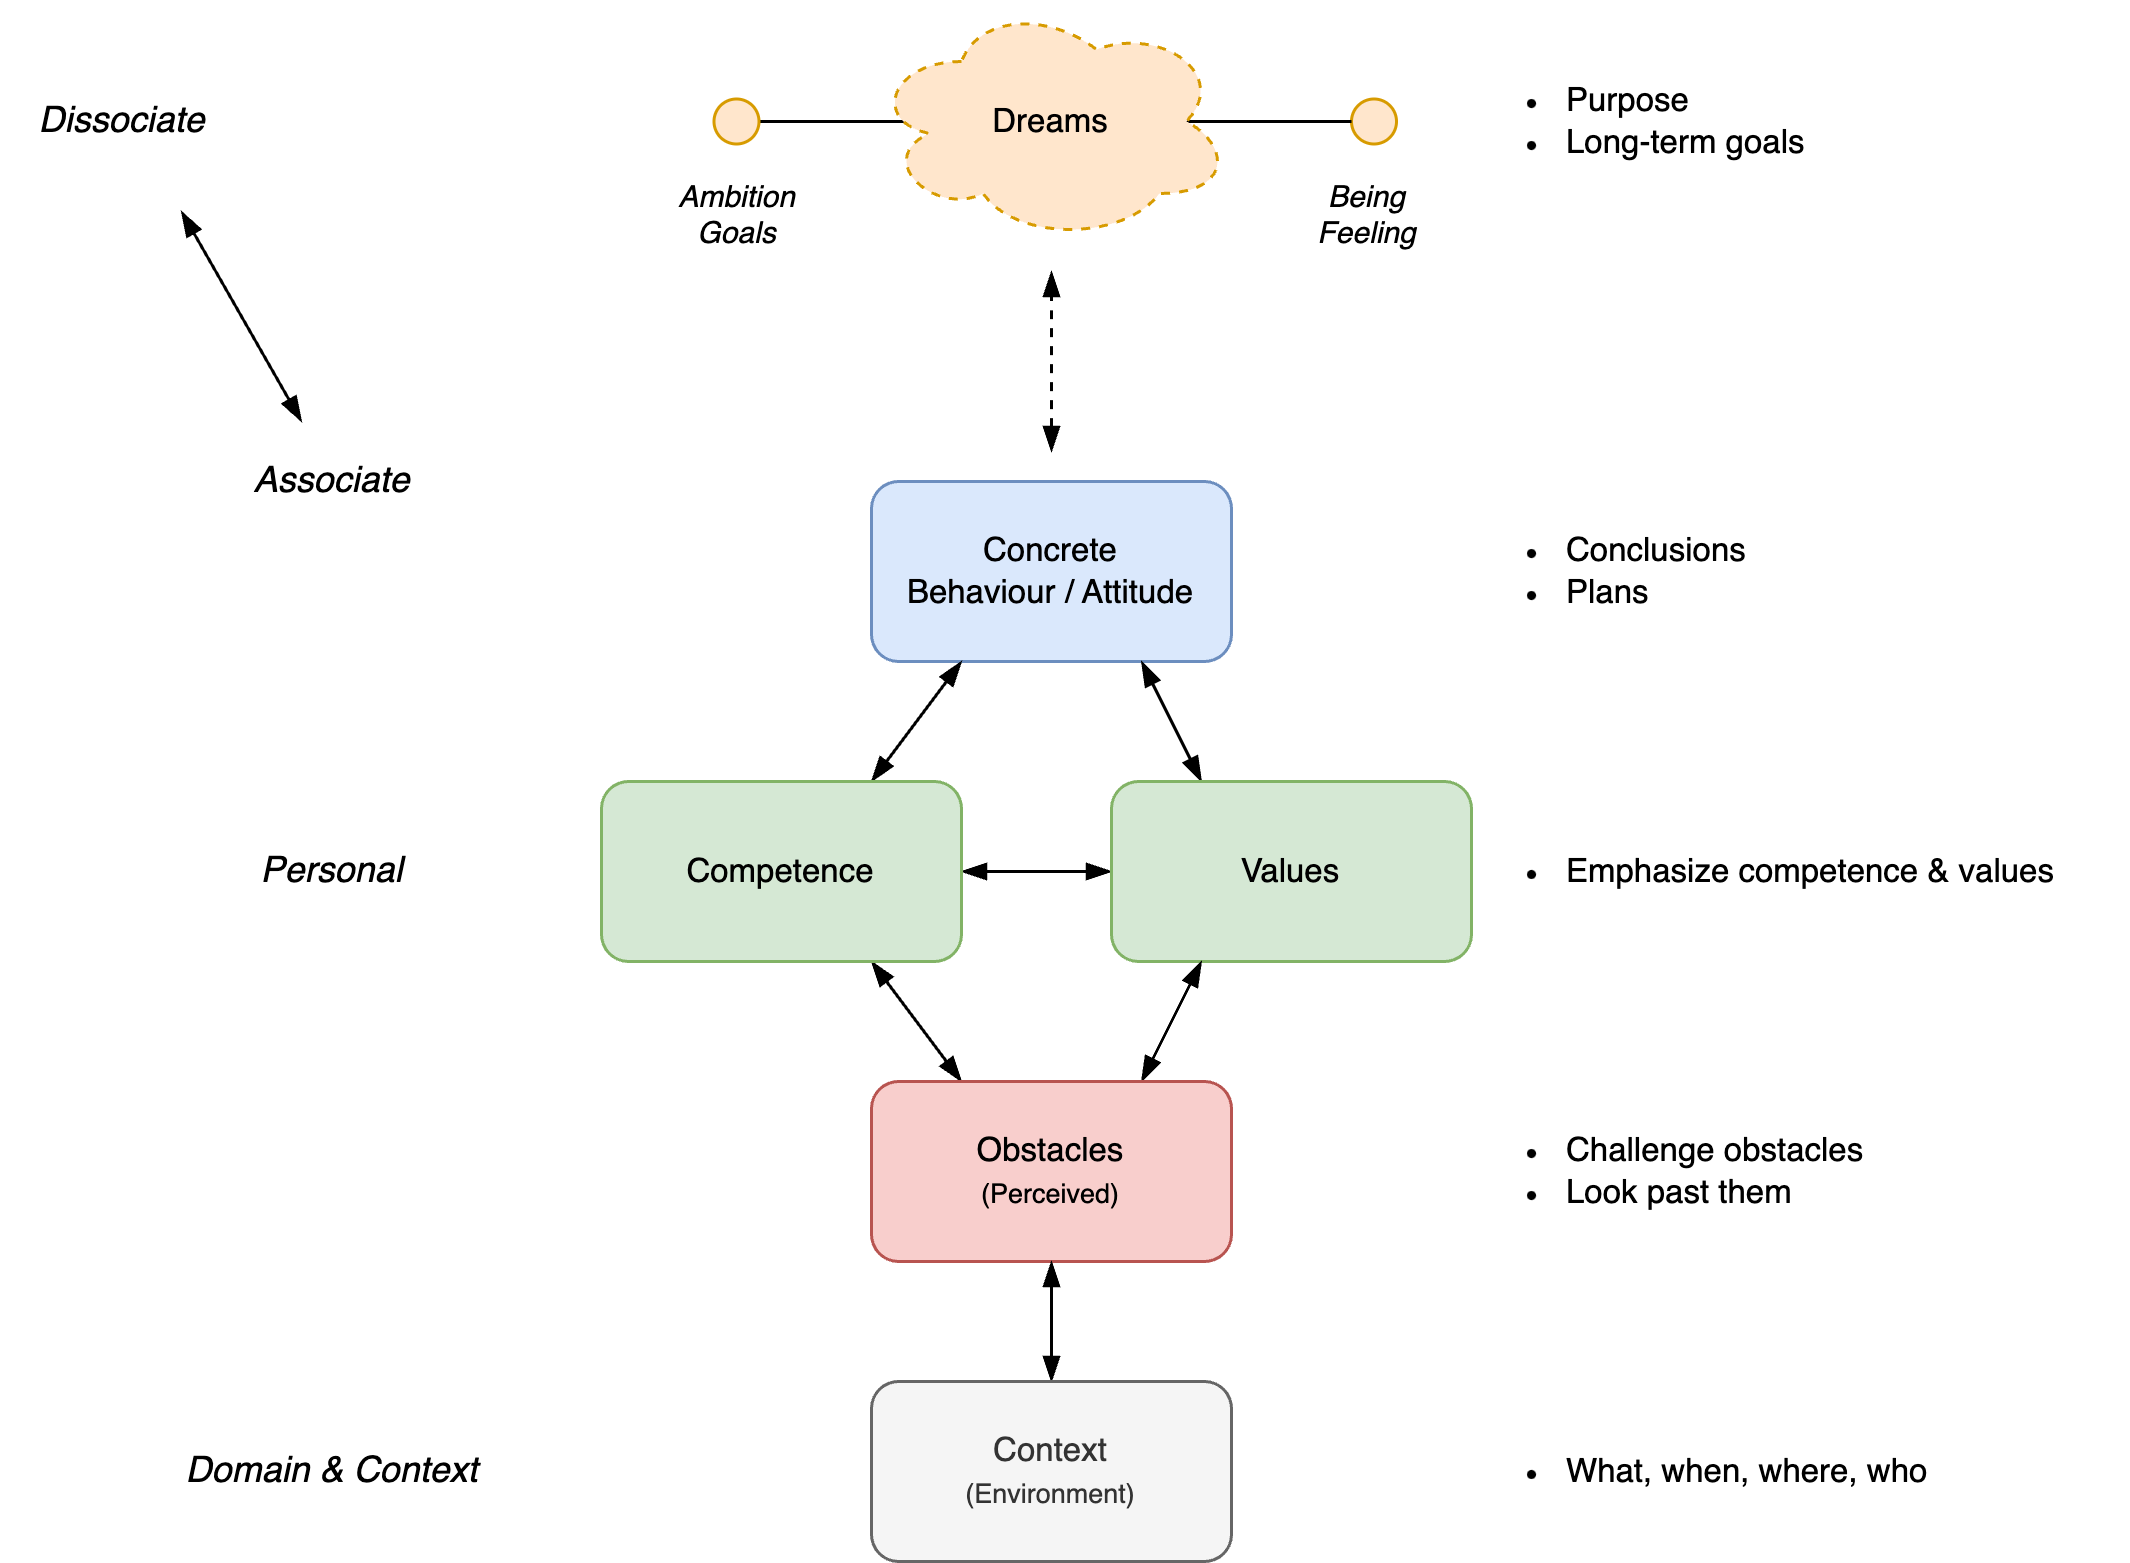 Dissociate
Dreams
• Purpose
• Long-term goals
Ambition
Goals
Being
Feeling
Associate
Concrete
Behaviour / Attitude
• Conclusions
• Plans
Personal
Competence
Values
• Emphasize competence & values
Obstacles
(Perceived)
• Challenge obstacles
• Look past them
Domain & Context
Context
(Environment)
• What, when, where, who